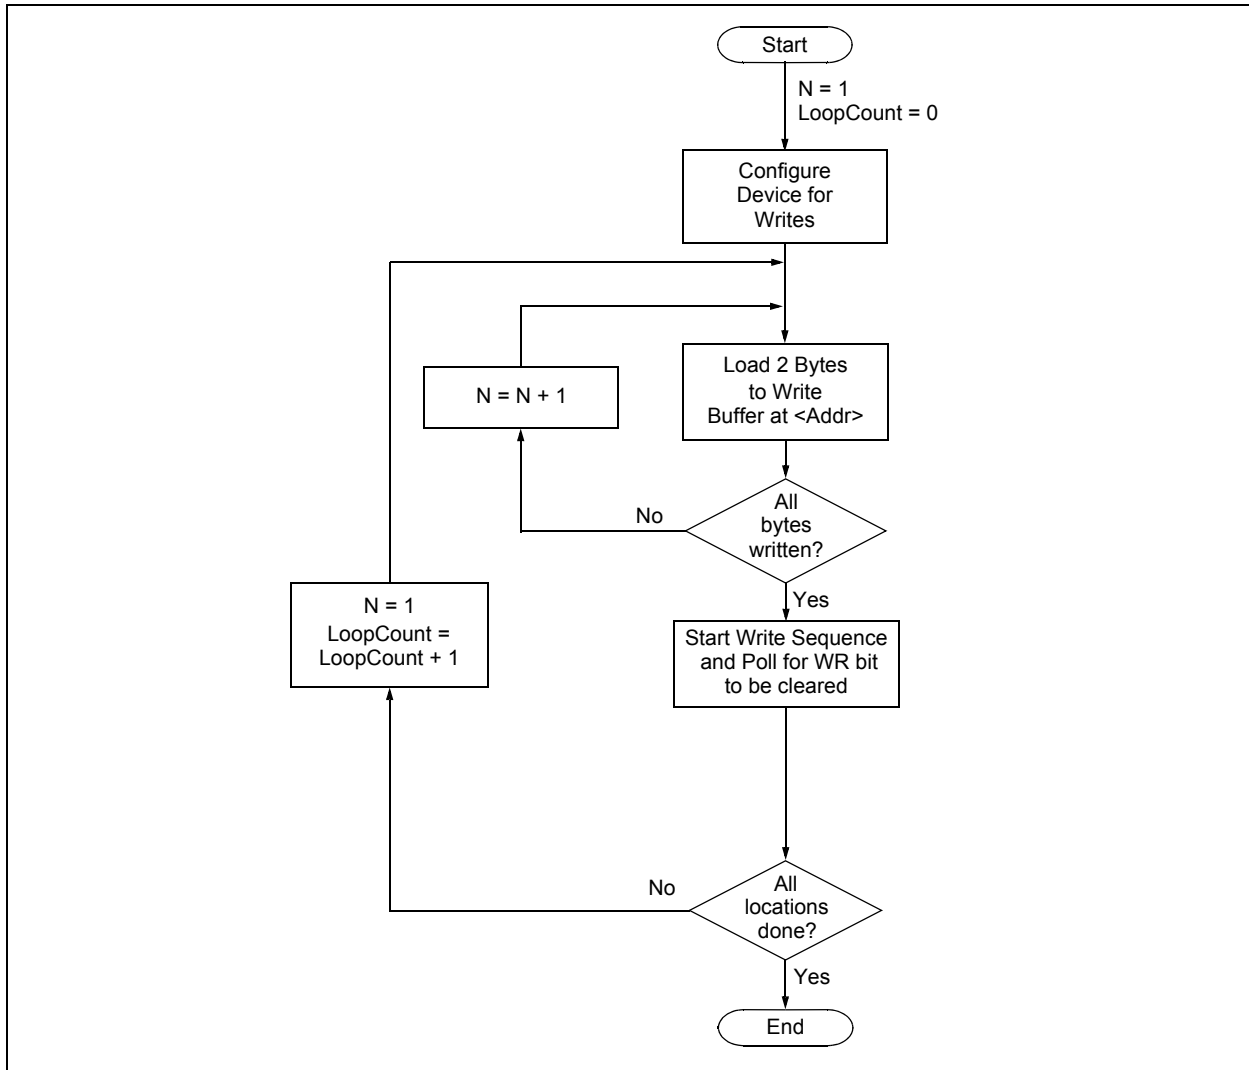 Start
N = 1
LoopCount = 0
Configure
Device for
Writes
Load 2 Bytes
to Write
Buffer at <Addr>
N = N + 1
All
bytes
written?
No
Yes
N = 1
LoopCount =
LoopCount + 1
Start Write Sequence
and Poll for WR bit
to be cleared
All
locations
done?
No
Yes
End